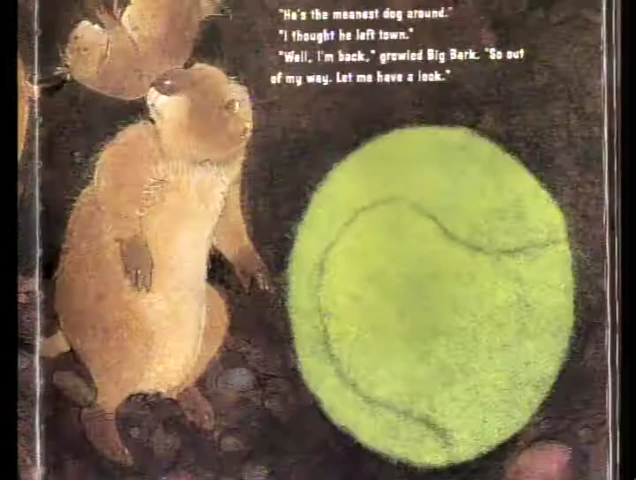 "He's the meanest dog around."
"I thought he left town."
"Well, I'm back," growled Big Bark. "So out
of my way. Let me have a look."